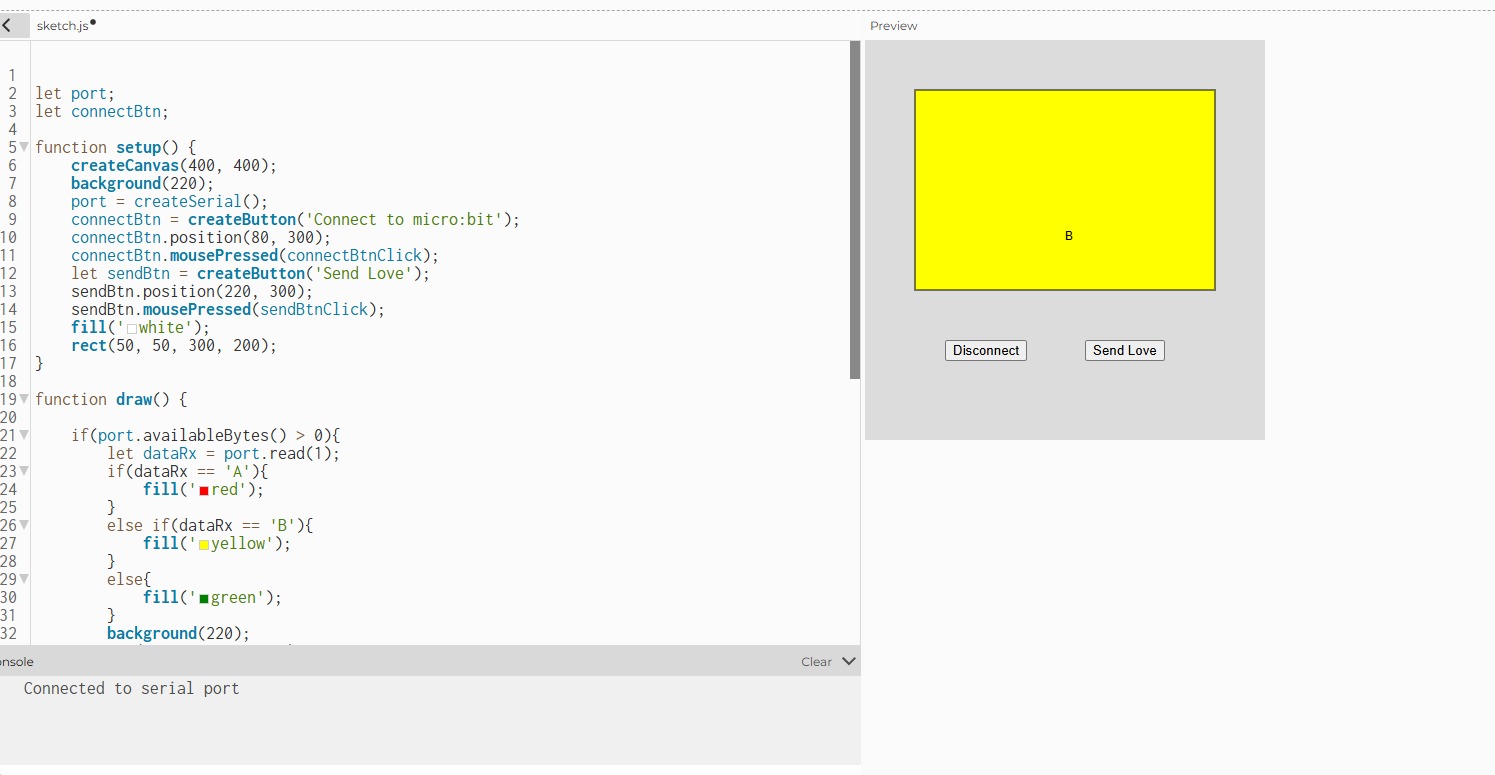 sketch.js
Preview
1
2 let port;
3 let connectBtn;
4
5 function setup() {
6 createCanvas(400, 400);
7 background(220);
8 port = createSerial();
9 connectBtn = createButton('Connect to micro:bit');
10 connectBtn.position(80, 300);
11 connectBtn.mousePressed(connectBtnClick);
12 let sendBtn = createButton('Send Love');
13 sendBtn.position(220, 300);
14 sendBtn.mousePressed(sendBtnClick);
15 fill('white');
16 rect(50, 50, 300, 200);
17 }
18
19 function draw() {
20
21 if(port.availableBytes() > 0){
22 let dataRx = port.read(1);
23 if(dataRx == 'A'){
24 fill('red');
25 }
26 else if(dataRx == 'B'){
27 fill('yellow');
28 }
29 else{
30 fill('green');
31 }
32 background(220);
onsole
Clear
Connected to serial port
B
Disconnect
Send Love